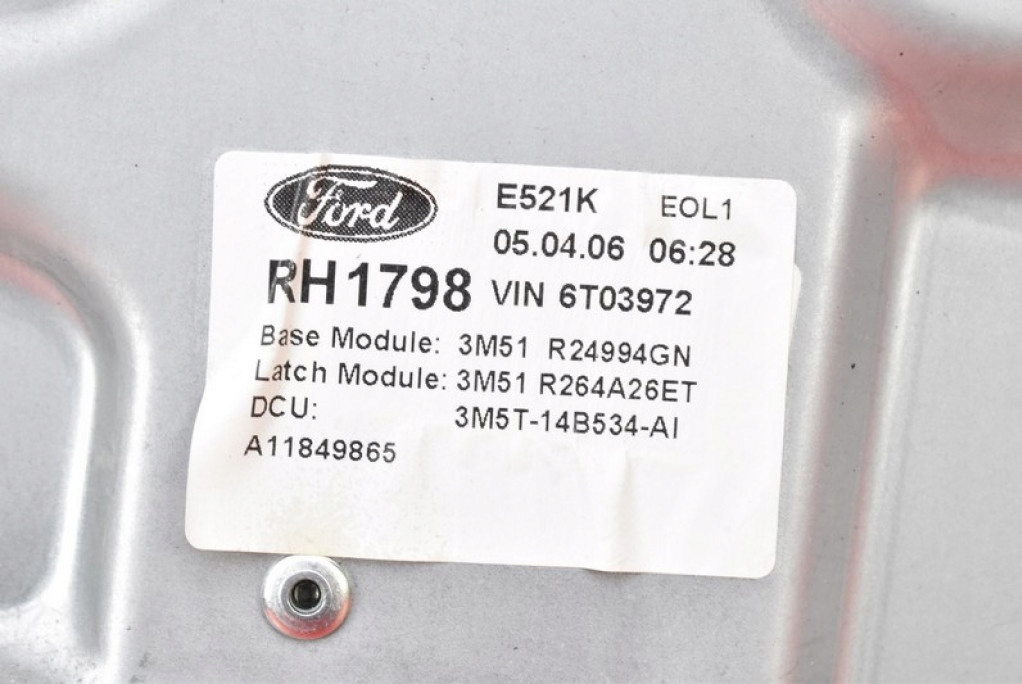 Ford
E521K EOL1
05.04.06 06:28
RH1798 VIN 6T03972
Base Module: 3M51 R24994GN
Latch Module: 3M51 R264A26ET
DCU: 3M5T-14B534-AI
A11849865